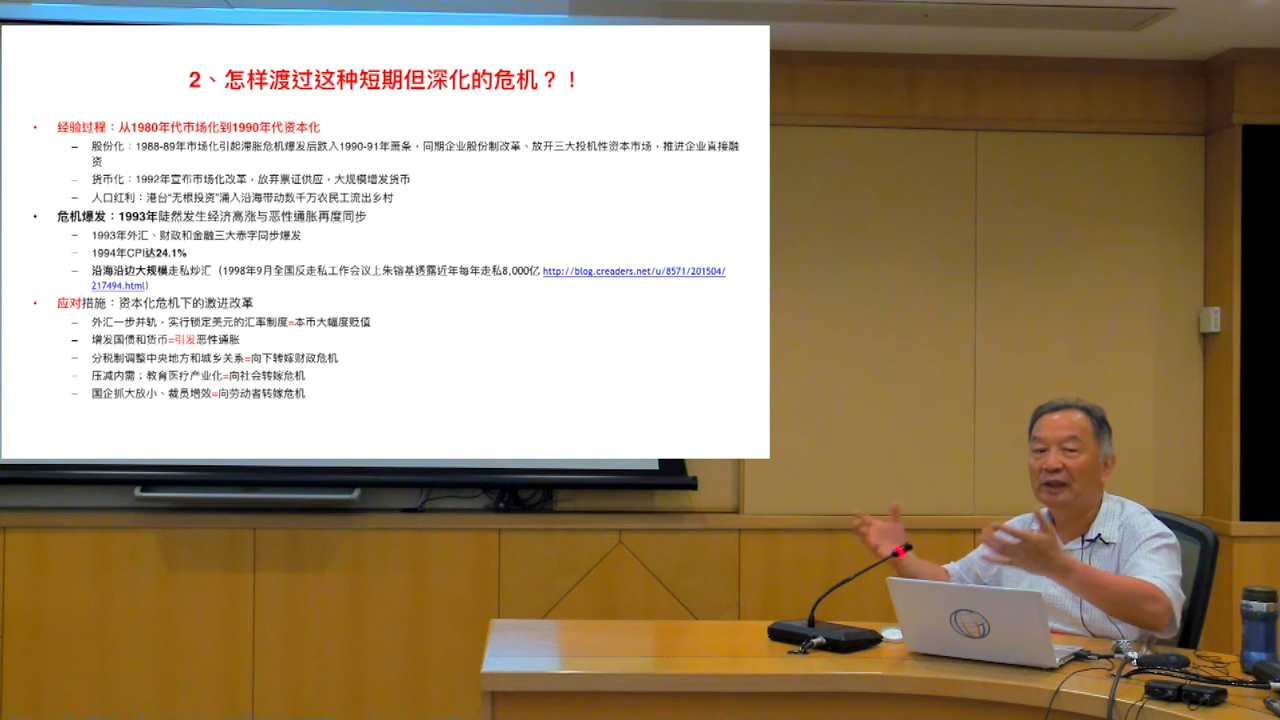 2、怎样渡过这种短期但深化的危机？！
• 经验过程：从1980年代市场化到1990年代资本化
– 股份化：1988-89年市场化引起滞胀危机爆发后跌入1990-91年萧条，同期企业股份制改革、放开三大投机性资本市场，推进企业直接融
资
– 货币化：1992年宣布市场化改革，放弃票证供应，大规模增发货币
– 人口红利：港台“无根投资”涌入沿海带动数千万农民工流出乡村
• 危机爆发：1993年陡然发生经济高涨与恶性通胀再度同步
– 1993年外汇、财政和金融三大赤字同步爆发
– 1994年CPI达24.1%
– 沿海沿边大规模走私炒汇（1998年9月全国反走私工作会议上朱镕基透露近年每年走私8,000亿 http://blog.creaders.net/u/8571/201504/
217494.html）
• 应对措施：资本化危机下的激进改革
– 外汇一步并轨，实行锁定美元的汇率制度=本币大幅度贬值
– 增发国债和货币=引发恶性通胀
– 分税制调整中央地方和城乡关系=向下转嫁财政危机
– 压减内需；教育医疗产业化=向社会转嫁危机
– 国企抓大放小、裁员增效=向劳动者转嫁危机